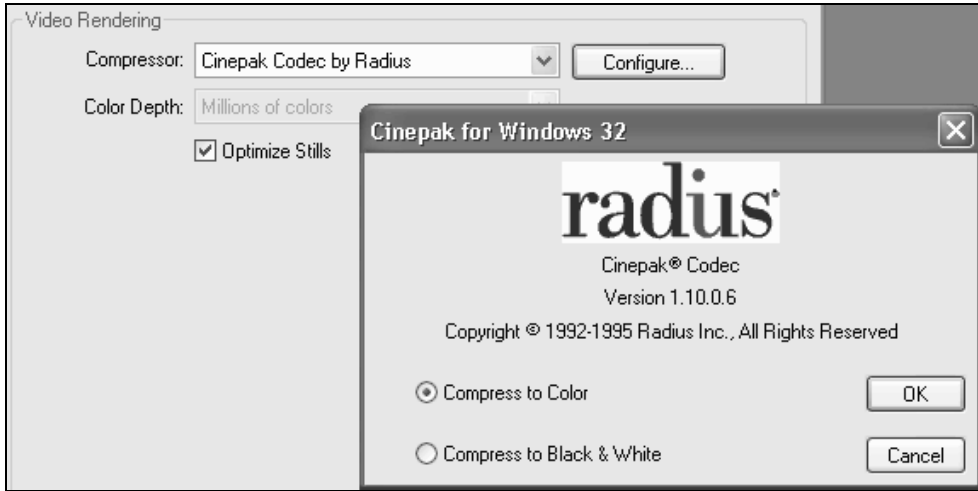 Video Rendering
Compressor: Cinepak Codec by Radius Configure...
Color Depth: Millions of colors
Optimize Stills
Cinepak for Windows 32
radius
Cinepak® Codec
Version 1.10.0.6
Copyright © 1992-1995 Radius Inc., All Rights Reserved
Compress to Color OK
Compress to Black & White Cancel